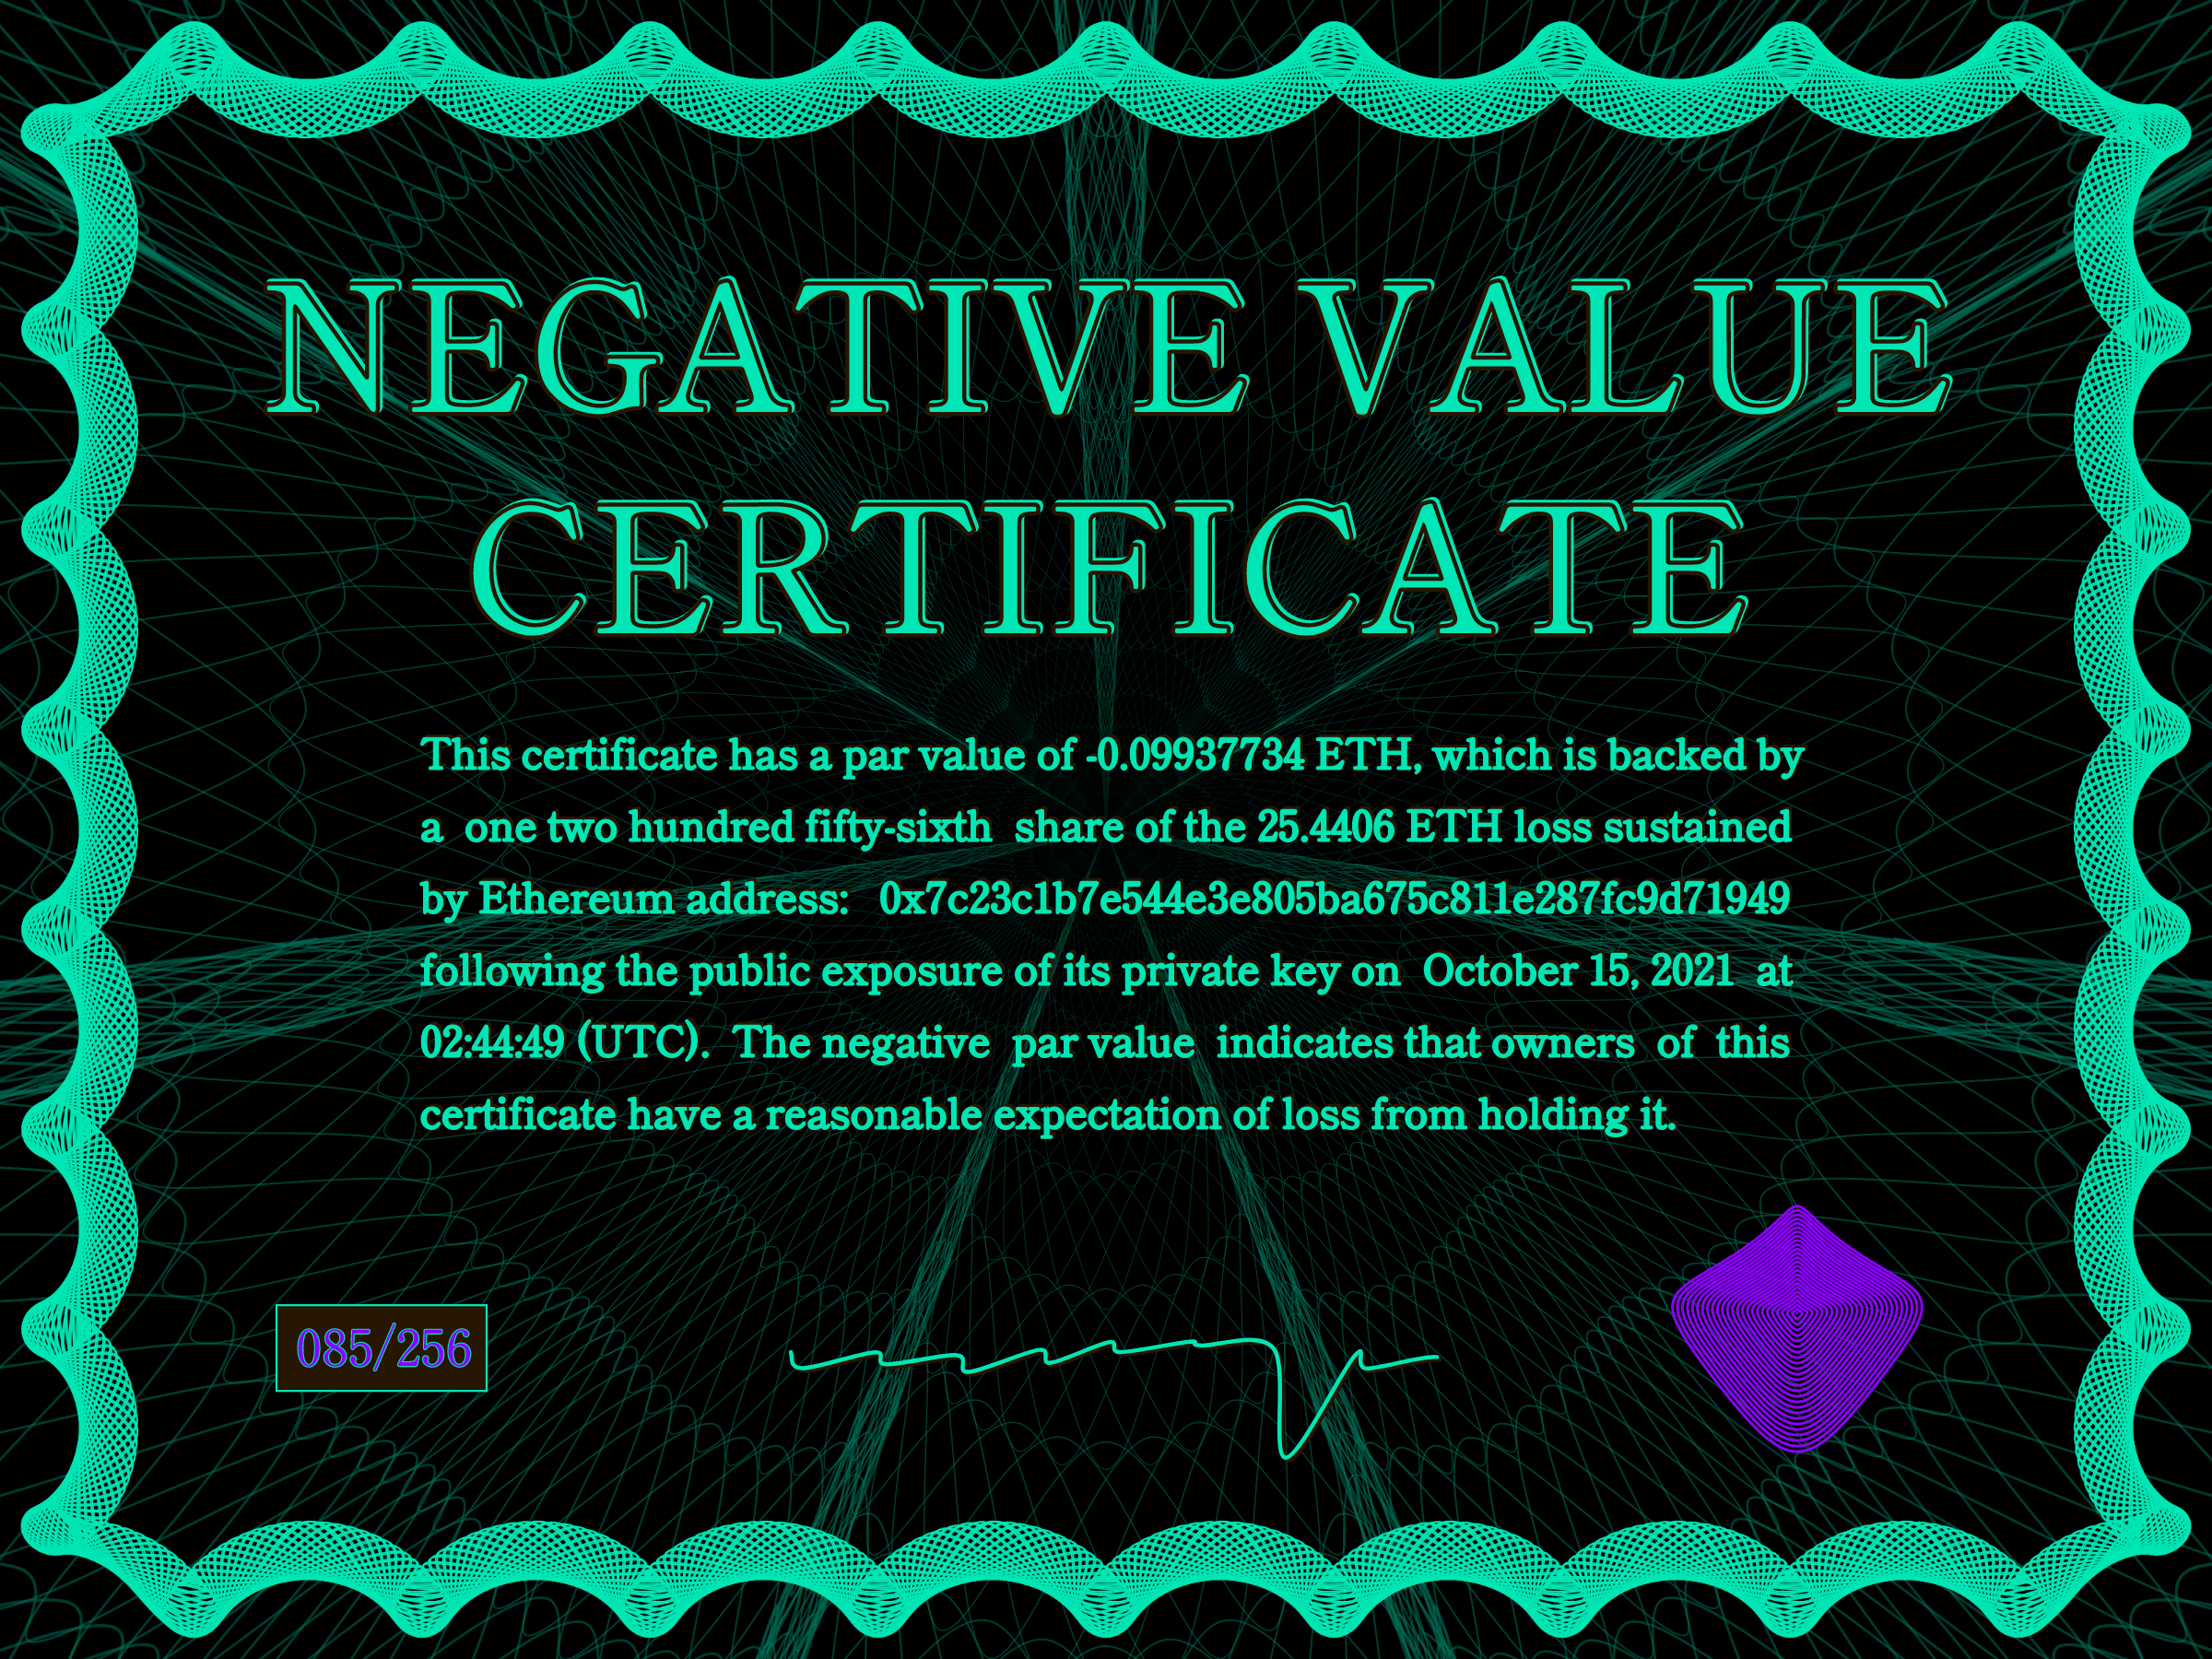 NEGATIVE VALUE
CERTIFICATE
This certificate has a par value of -0.09937734 ETH, which is backed by
a one two hundred fifty-sixth share of the 25.4406 ETH loss sustained
by Ethereum address: 0x7c23c1b7e544e3e805ba675c811e287fc9d71949
following the public exposure of its private key on October 15, 2021 at
02:44:49 (UTC). The negative par value indicates that owners of this
certificate have a reasonable expectation of loss from holding it.
085/256